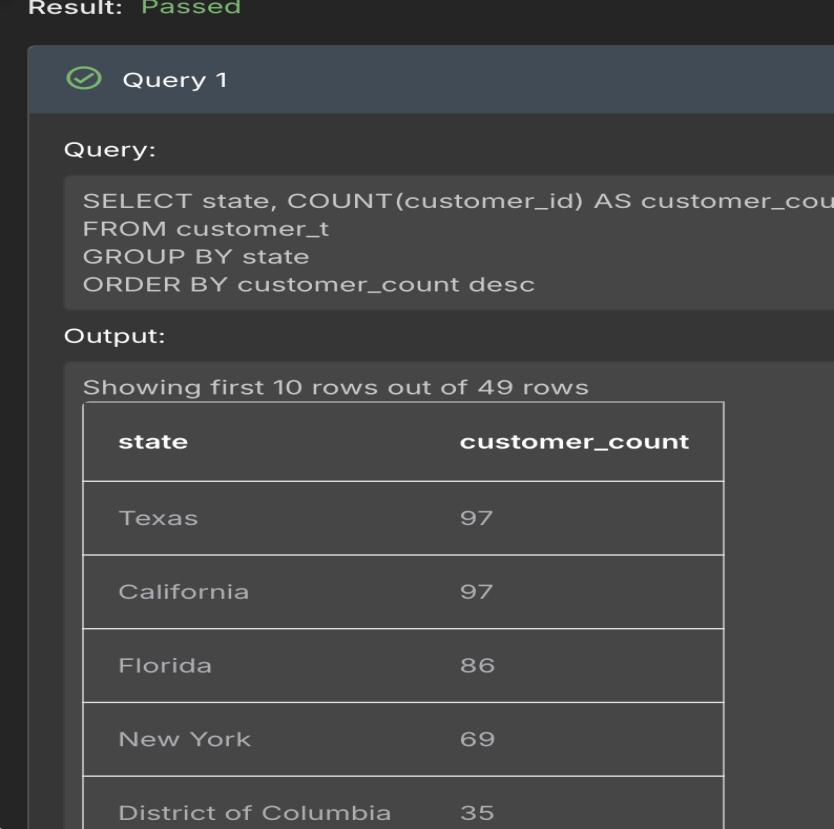 Result: Passed
Query 1
Query:
SELECT state, COUNT(customer_id) AS customer_cou
FROM customer_t
GROUP BY state
ORDER BY customer_count desc
Output:
Showing first 10 rows out of 49 rows
state customer_count
Texas 97
California 97
Florida 86
New York 69
District of Columbia 35